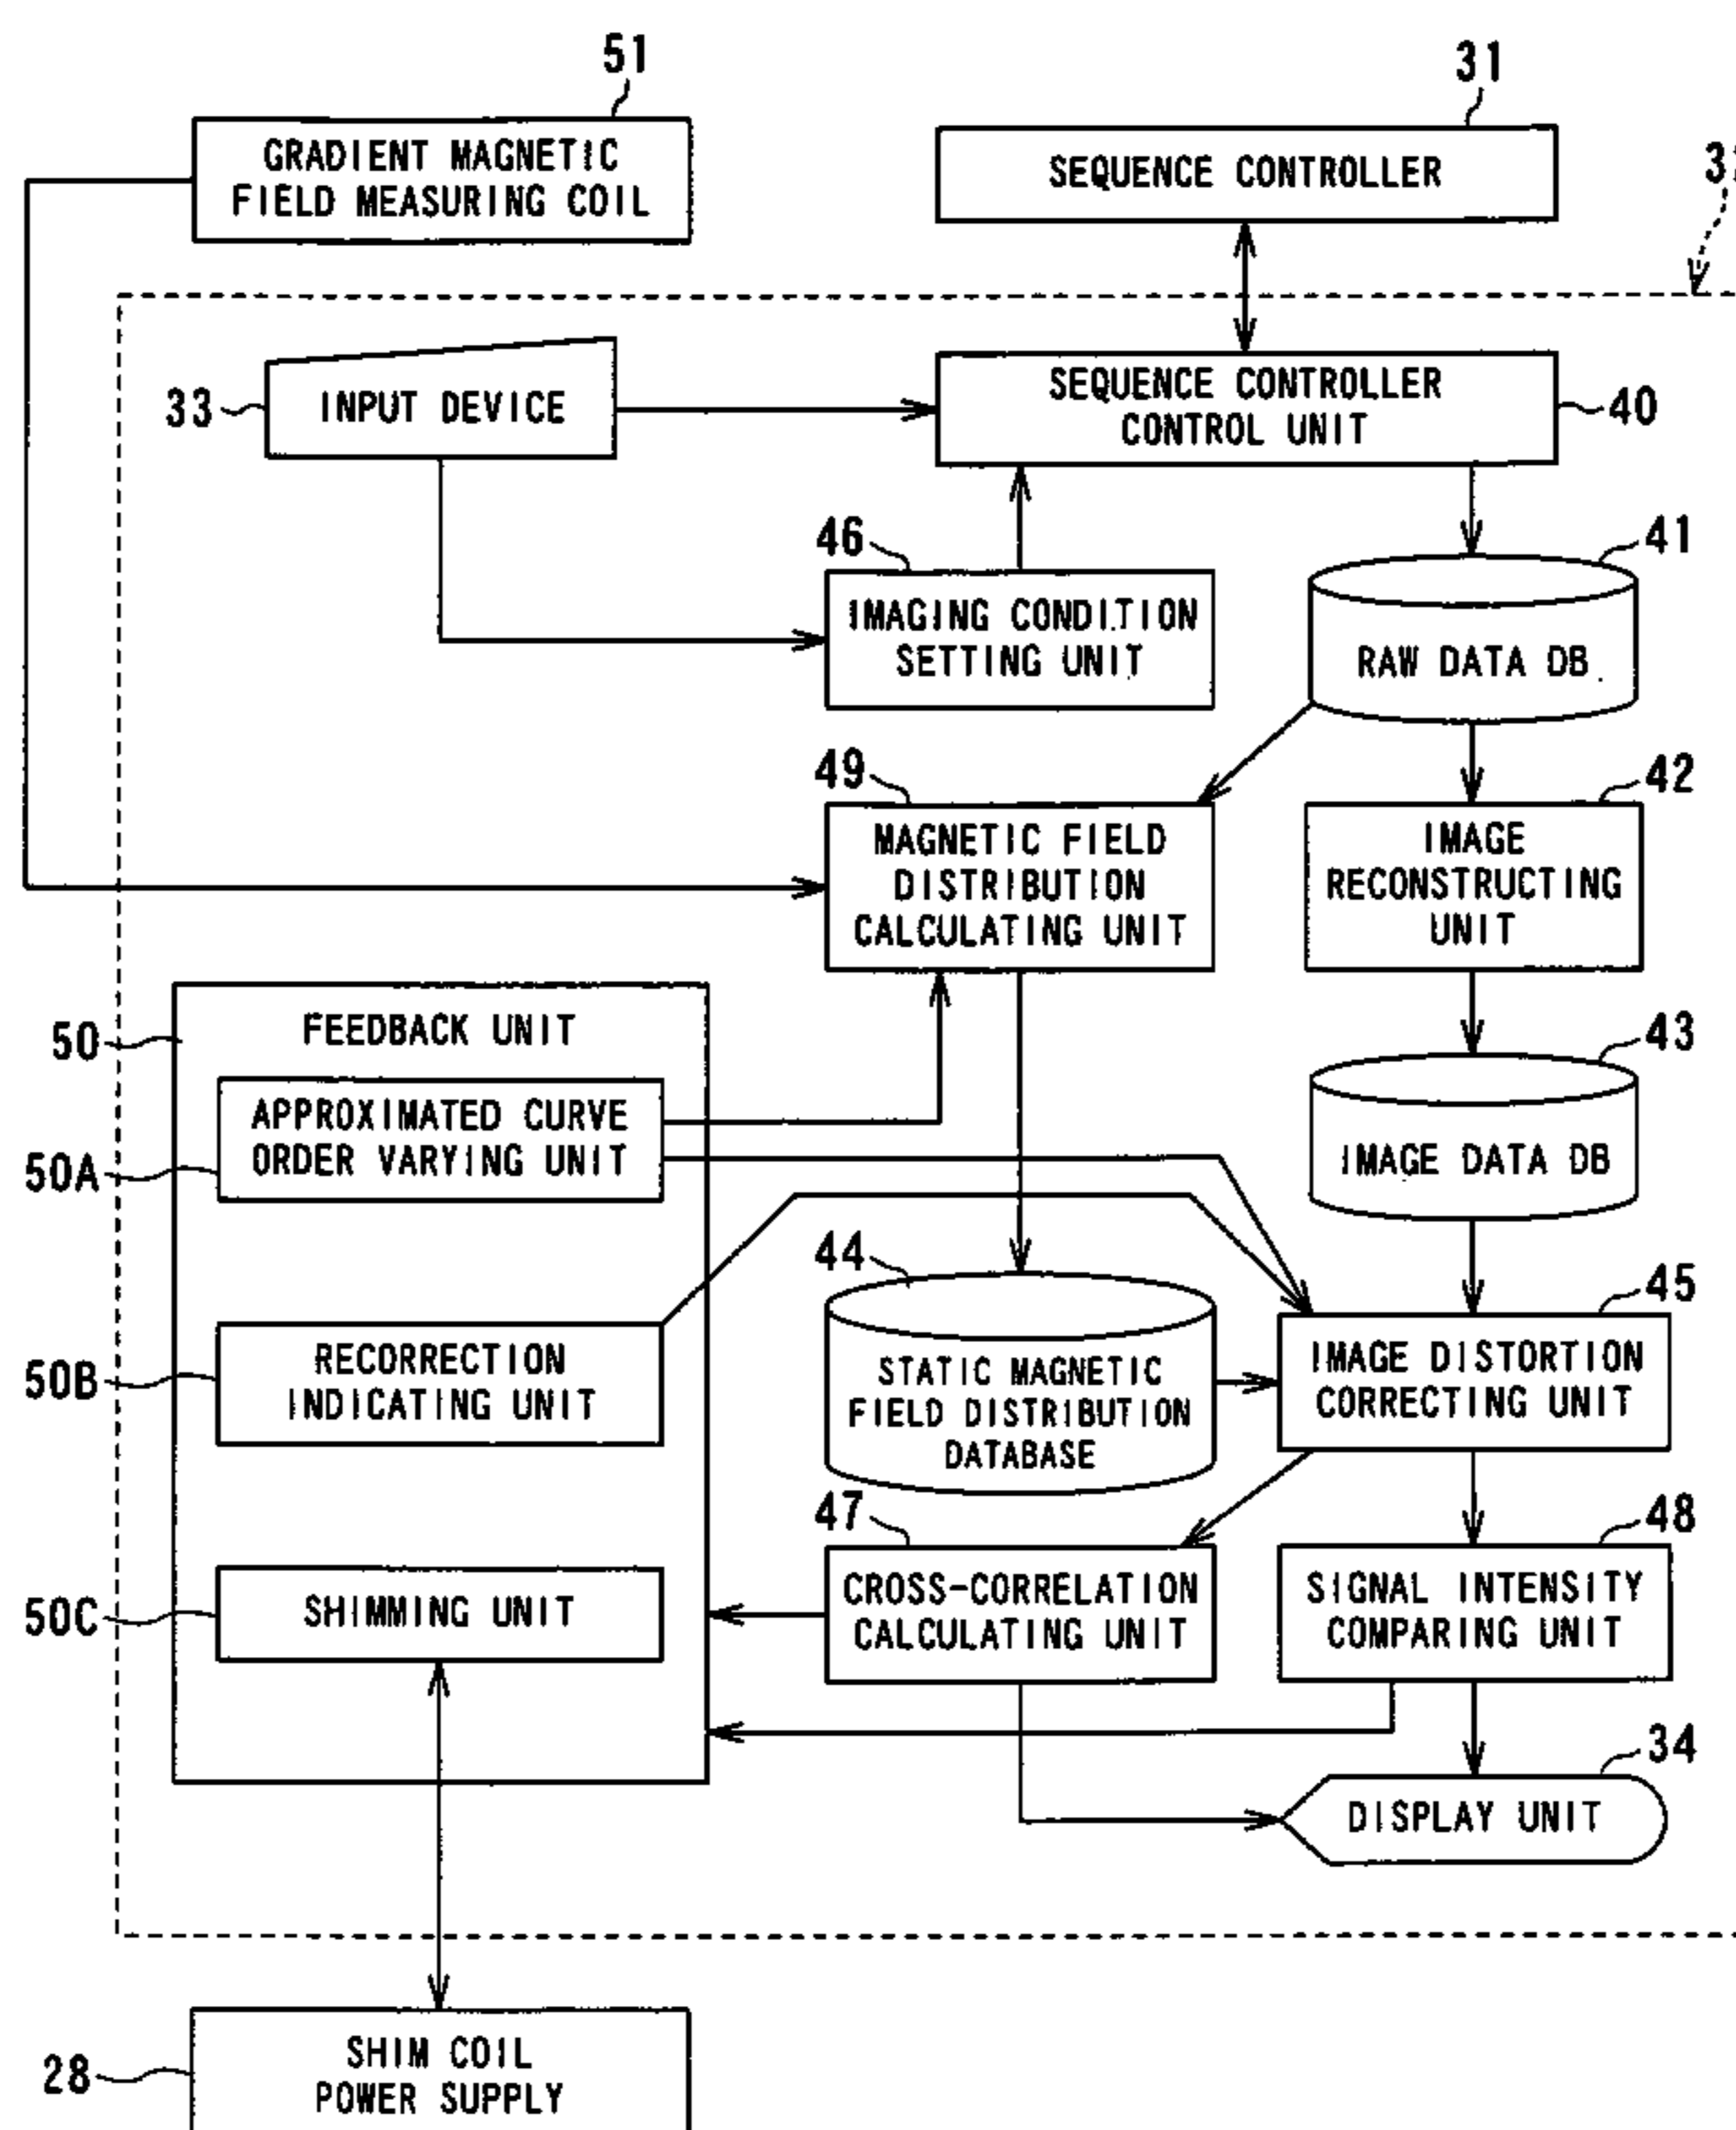 51
GRADIENT MAGNETIC
FIELD MEASURING COIL
31
SEQUENCE CONTROLLER
33
INPUT DEVICE
SEQUENCE CONTROLLER
CONTROL UNIT
40
46
IMAGING CONDITION
SETTING UNIT
41
RAW DATA DB
49
MAGNETIC FIELD
DISTRIBUTION
CALCULATING UNIT
42
IMAGE
RECONSTRUCTING
UNIT
50
FEEDBACK UNIT
43
IMAGE DATA DB
50A
APPROXIMATED CURVE
ORDER VARYING UNIT
44
STATIC MAGNETIC
FIELD DISTRIBUTION
DATABASE
45
IMAGE DISTORTION
CORRECTING UNIT
50B
RECORRECTION
INDICATING UNIT
47
CROSS-CORRELATION
CALCULATING UNIT
48
SIGNAL INTENSITY
COMPARING UNIT
50C
SHIMMING UNIT
34
DISPLAY UNIT
28
SHIM COIL
POWER SUPPLY